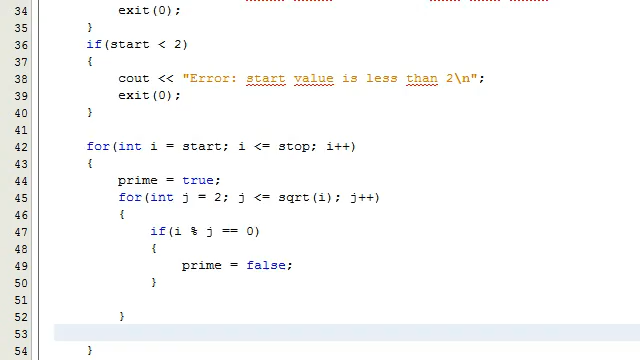 34 exit(0);
35 }
36 if(start < 2)
37 {
38 cout << "Error: start value is less than 2\n";
39 exit(0);
40 }
41
42 for(int i = start; i <= stop; i++)
43 {
44 prime = true;
45 for(int j = 2; j <= sqrt(i); j++)
46 {
47 if(i % j == 0)
48 {
49 prime = false;
50 }
51
52 }
53
54 }